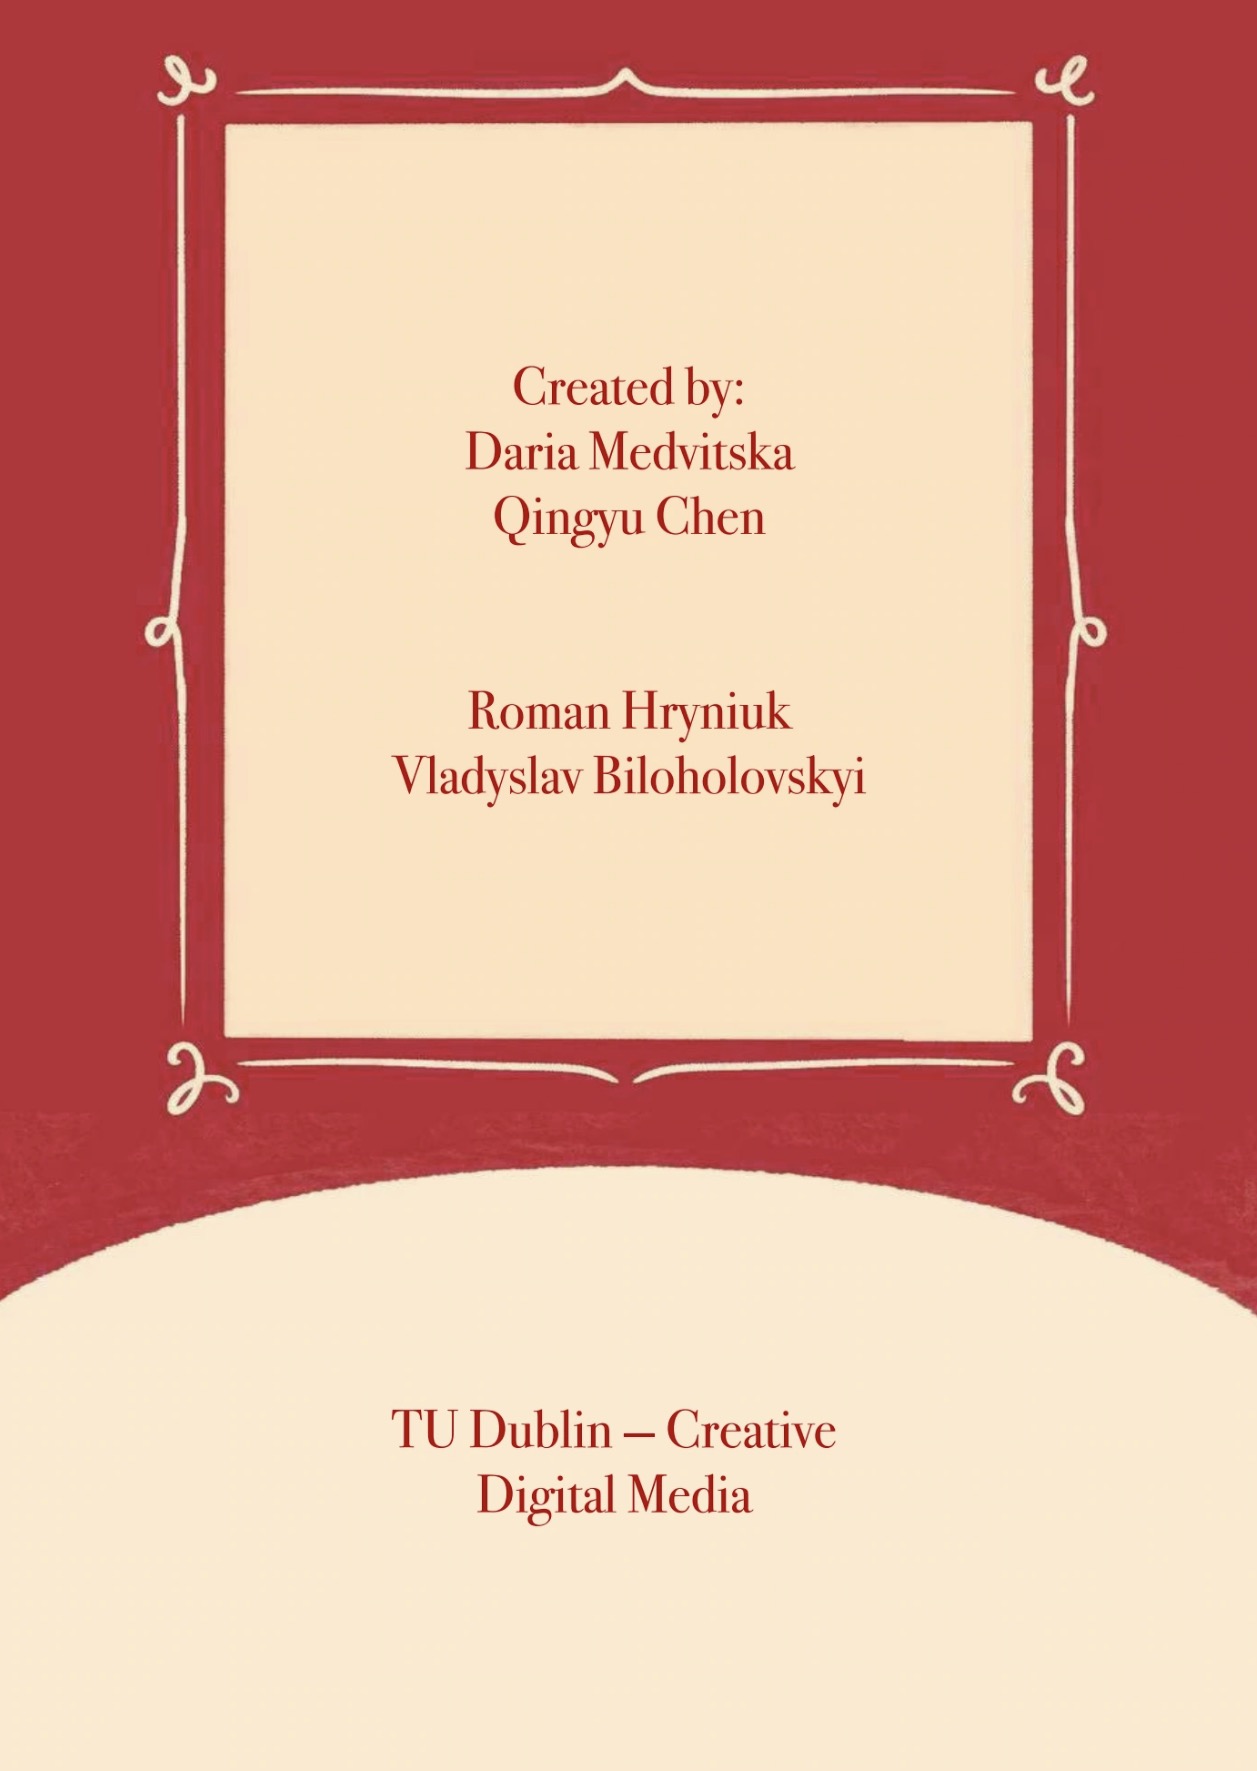 Created by:
Daria Medvitska
Qingyu Chen
Roman Hryniuk
Vladyslav Biloholovskyi
TU Dublin – Creative
Digital Media